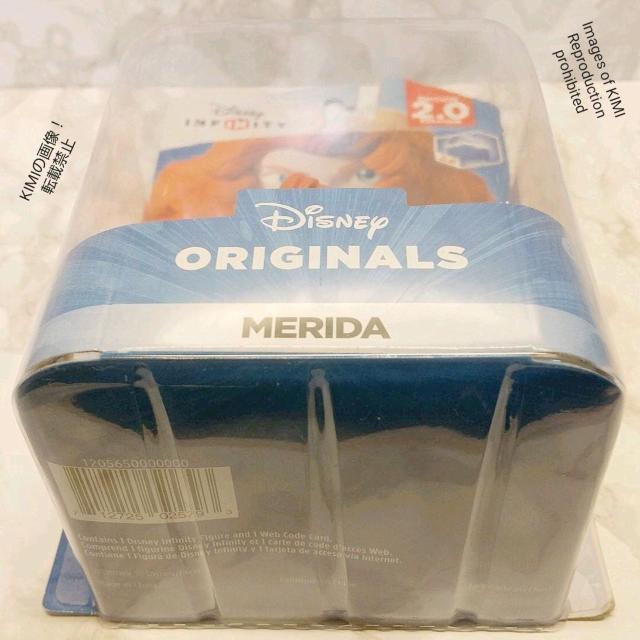 Images of KIMI
Reproduction
prohibited
KIMIの画像！
転載禁止
Disney
INFINITY
2.0
Disney
ORIGINALS
MERIDA
1205650000000
Contains 1 Disney Infinity Figure and 1 Web Code Card.
Comprend 1 figurine Disney Infinity et 1 carte de code d'accès Web.
Contiene 1 Figura de Disney Infinity y 1 tarjeta de acceso vía Internet.